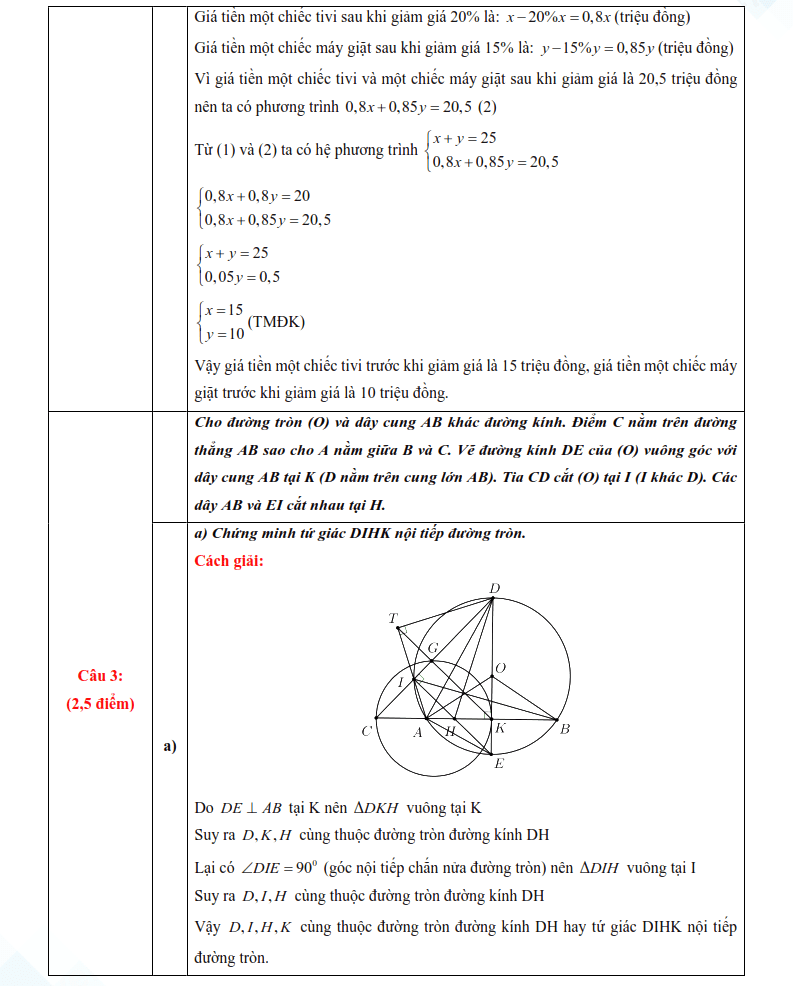 Giá tiền một chiếc tivi sau khi giảm giá 20% là: x − 20%x = 0,8x (triệu đồng)
Giá tiền một chiếc máy giặt sau khi giảm giá 15% là: y − 15%y = 0,85y (triệu đồng)
Vì giá tiền một chiếc tivi và một chiếc máy giặt sau khi giảm giá là 20,5 triệu đồng
nên ta có phương trình 0,8x + 0,85y = 20,5 (2)
Từ (1) và (2) ta có hệ phương trình { x + y = 25
0,8x + 0,85y = 20,5
{ 0,8x + 0,8y = 20
0,8x + 0,85y = 20,5
{ x + y = 25
0,05y = 0,5
{ x = 15
y = 10 (TMĐK)
Vậy giá tiền một chiếc tivi trước khi giảm giá là 15 triệu đồng, giá tiền một chiếc máy
giặt trước khi giảm giá là 10 triệu đồng.
Câu 3:
(2,5 điểm)
Cho đường tròn (O) và dây cung AB khác đường kính. Điểm C nằm trên đường
thẳng AB sao cho A nằm giữa B và C. Vẽ đường kính DE của (O) vuông góc với
dây cung AB tại K (D nằm trên cung lớn AB). Tia CD cắt (O) tại I (I khác D). Các
dây AB và EI cắt nhau tại H.
a)
a) Chứng minh tứ giác DIHK nội tiếp đường tròn.
Cách giải:
D
T
G
O
I
C
A
H
K
B
E
Do DE ⊥ AB tại K nên ΔDKH vuông tại K
Suy ra D, K, H cùng thuộc đường tròn đường kính DH
Lại có ∠DIE = 90⁰ (góc nội tiếp chắn nửa đường tròn) nên ΔDIH vuông tại I
Suy ra D, I, H cùng thuộc đường tròn đường kính DH
Vậy D, I, H, K cùng thuộc đường tròn đường kính DH hay tứ giác DIHK nội tiếp
đường tròn.